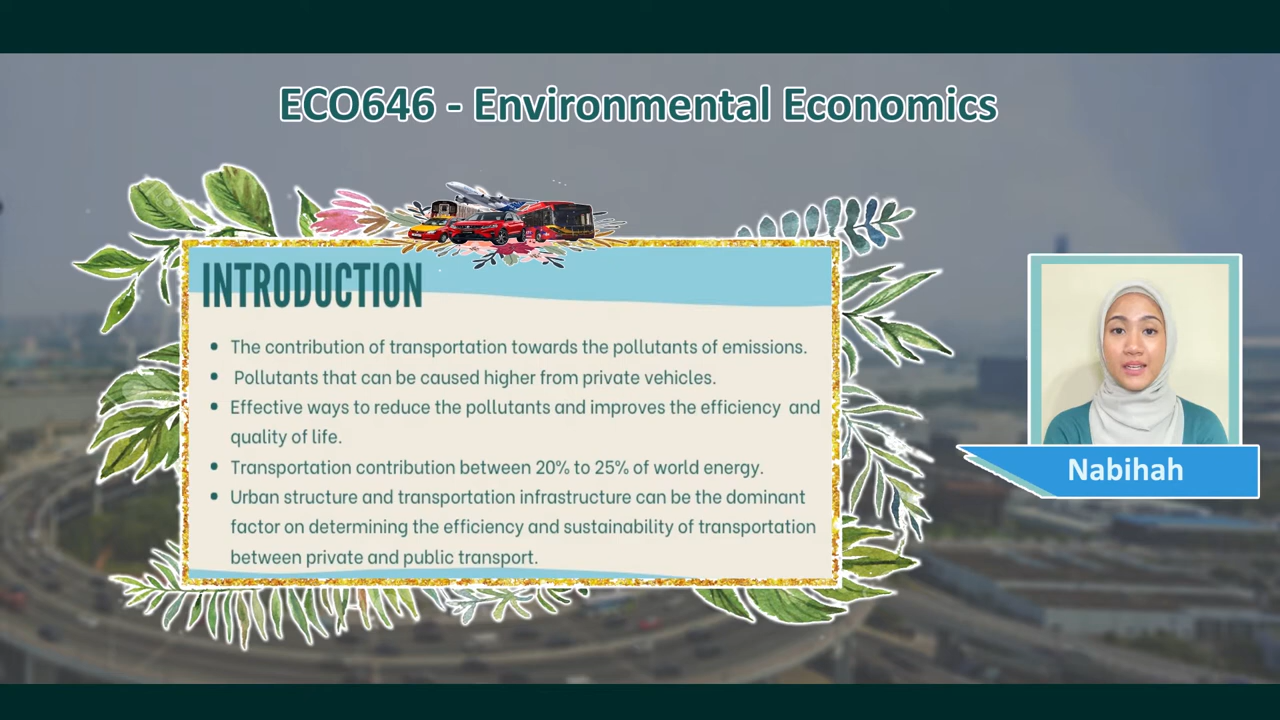 ECO646 - Environmental Economics
INTRODUCTION
• The contribution of transportation towards the pollutants of emissions.
• Pollutants that can be caused higher from private vehicles.
• Effective ways to reduce the pollutants and improves the efficiency and
quality of life.
• Transportation contribution between 20% to 25% of world energy.
• Urban structure and transportation infrastructure can be the dominant
factor on determining the efficiency and sustainability of transportation
between private and public transport.
Nabihah